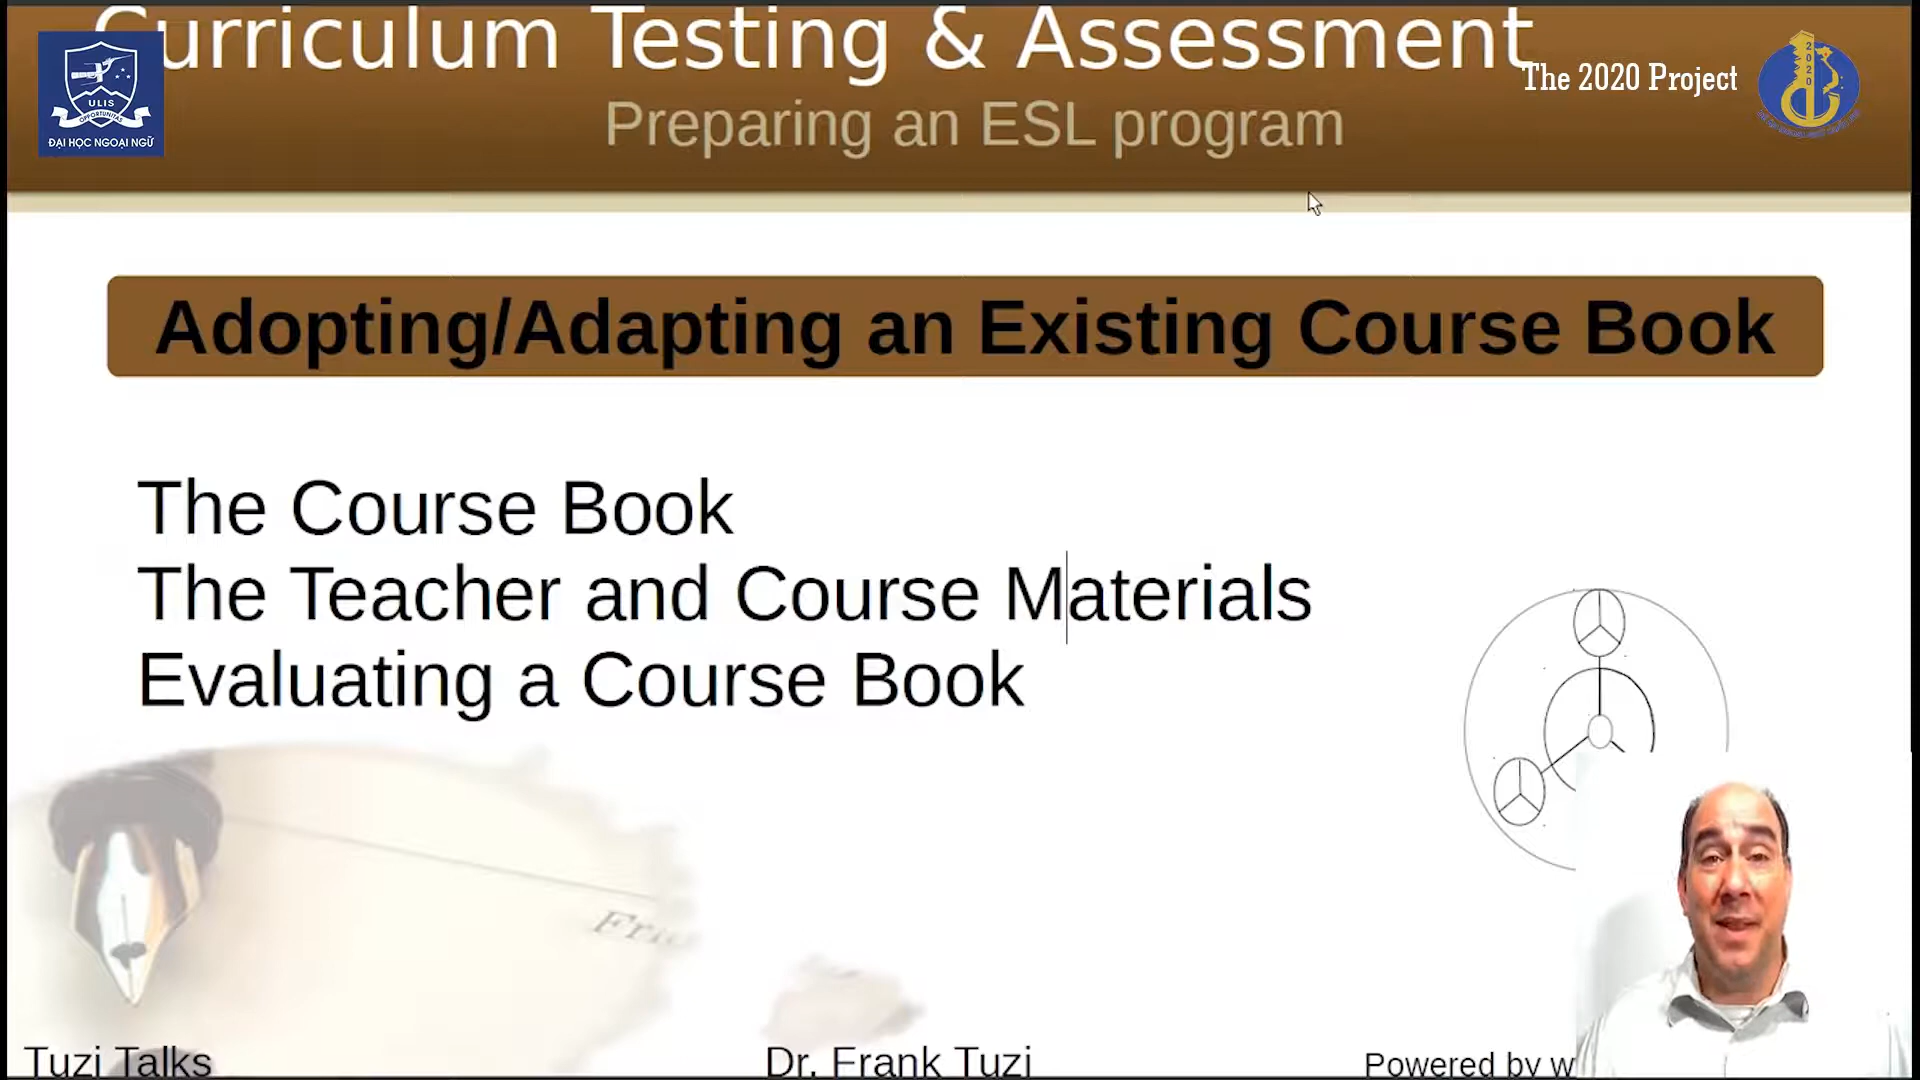 Curriculum Testing & Assessment
The 2020 Project
2020
Preparing an ESL program
ULIS
OPPORTUNITAS
ĐẠI HỌC NGOẠI NGỮ
Adopting/Adapting an Existing Course Book
The Course Book
The Teacher and Course Materials
Evaluating a Course Book
Tuzi Talks
Dr. Frank Tuzi
Powered by w